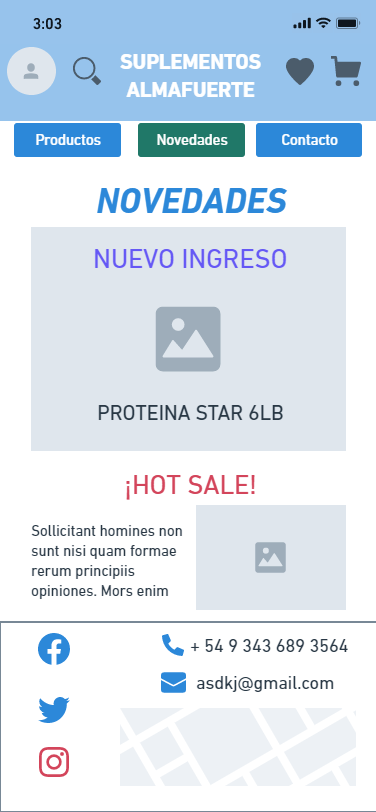 3:03
SUPLEMENTOS
ALMAFUERTE
Productos
Novedades
Contacto
NOVEDADES
NUEVO INGRESO
PROTEINA STAR 6LB
¡HOT SALE!
Sollicitant homines non
sunt nisi quam formae
rerum principiis
opiniones. Mors enim
+ 54 9 343 689 3564
asdkj@gmail.com